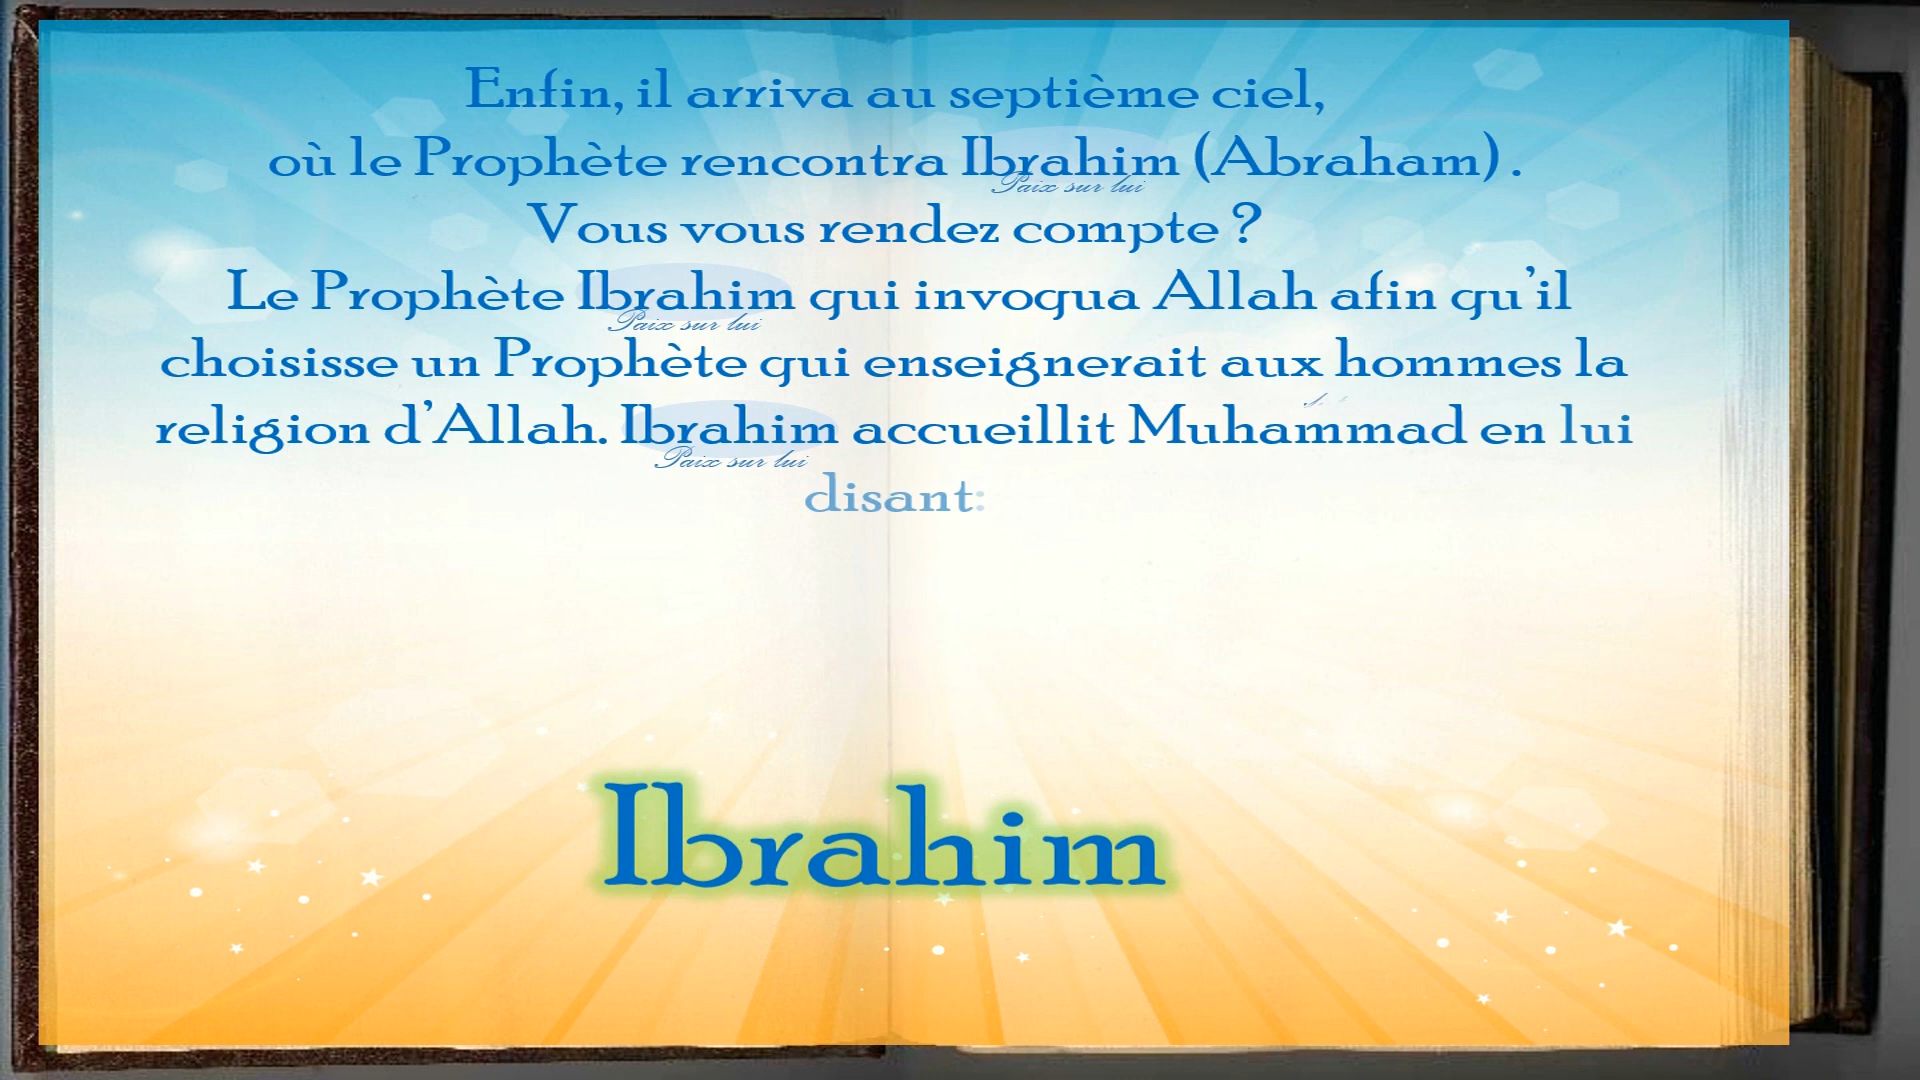 Enfin, il arriva au septième ciel,
où le Prophète rencontra Ibrahim (Abraham) .
Paix sur lui
Vous vous rendez compte ?
Le Prophète Ibrahim qui invoqua Allah afin qu'il
Paix sur lui
choisisse un Prophète qui enseignerait aux hommes la
religion d'Allah. Ibrahim accueillit Muhammad en lui
Paix sur lui
disant:
Ibrahim